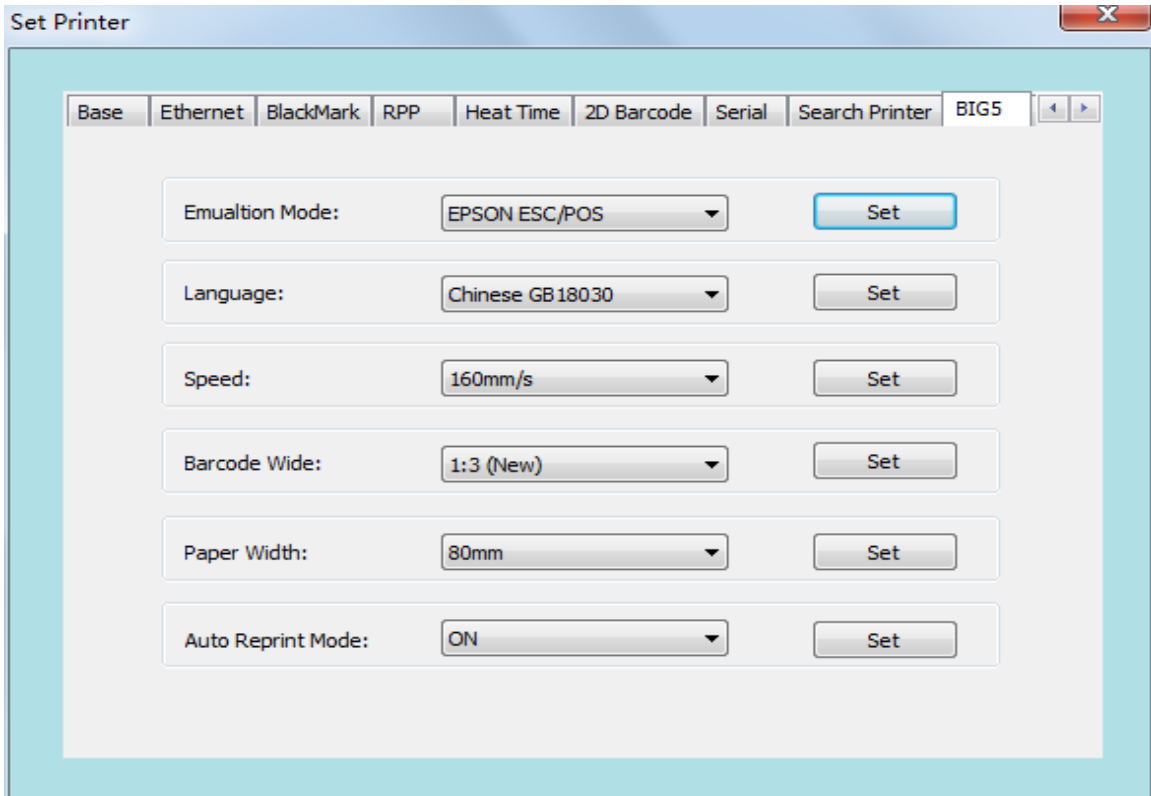 Set Printer
Base Ethernet BlackMark RPP Heat Time 2D Barcode Serial Search Printer BIG5
Emualtion Mode: EPSON ESC/POS Set
Language: Chinese GB18030 Set
Speed: 160mm/s Set
Barcode Wide: 1:3 (New) Set
Paper Width: 80mm Set
Auto Reprint Mode: ON Set